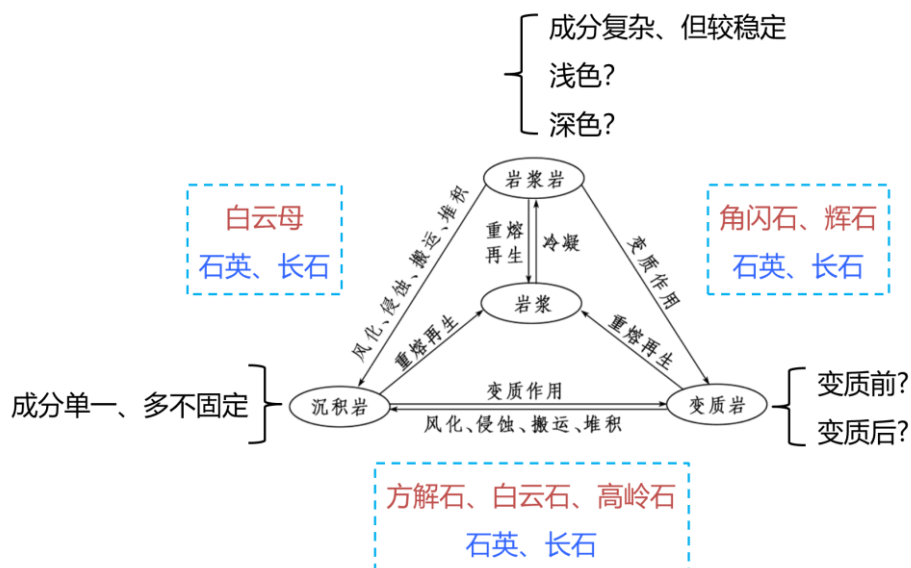 成分复杂、但较稳定
浅色?
深色?
岩浆岩
白云母
石英、长石
角闪石、辉石
石英、长石
风化、侵蚀、搬运、堆积
重熔
再生
冷凝
变质作用
岩浆
重熔再生
重熔再生
成分单一、多不固定
沉积岩
变质作用
风化、侵蚀、搬运、堆积
变质岩
变质前?
变质后?
方解石、白云石、高岭石
石英、长石